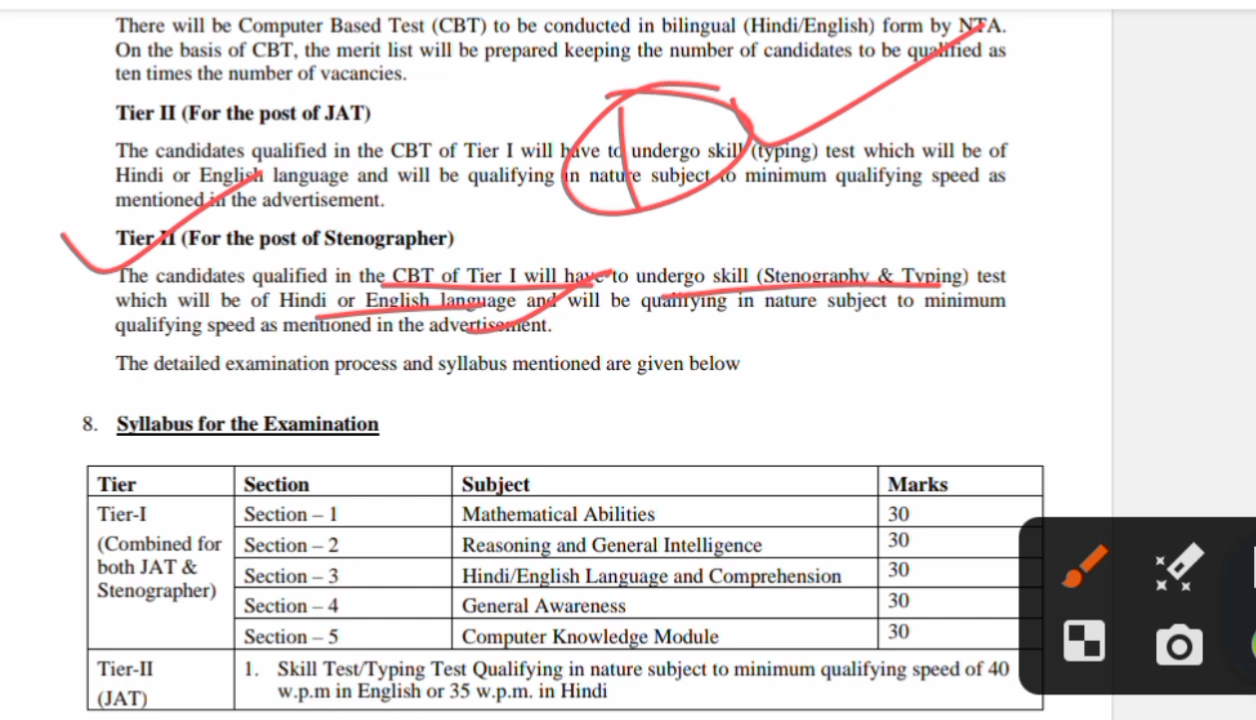 There will be Computer Based Test (CBT) to be conducted in bilingual (Hindi/English) form by NTA.
On the basis of CBT, the merit list will be prepared keeping the number of candidates to be qualified as
ten times the number of vacancies.
Tier II (For the post of JAT)
The candidates qualified in the CBT of Tier I will have to undergo skill (typing) test which will be of
Hindi or English language and will be qualifying in nature subject to minimum qualifying speed as
mentioned in the advertisement.
Tier II (For the post of Stenographer)
The candidates qualified in the CBT of Tier I will have to undergo skill (Stenography & Typing) test
which will be of Hindi or English language and will be qualifying in nature subject to minimum
qualifying speed as mentioned in the advertisement.
The detailed examination process and syllabus mentioned are given below
8. Syllabus for the Examination
Tier Section Subject Marks
Tier-I Section – 1 Mathematical Abilities 30
(Combined for Section – 2 Reasoning and General Intelligence 30
both JAT & Section – 3 Hindi/English Language and Comprehension 30
Stenographer) Section – 4 General Awareness 30
Section – 5 Computer Knowledge Module 30
Tier-II 1. Skill Test/Typing Test Qualifying in nature subject to minimum qualifying speed of 40
(JAT) w.p.m in English or 35 w.p.m. in Hindi